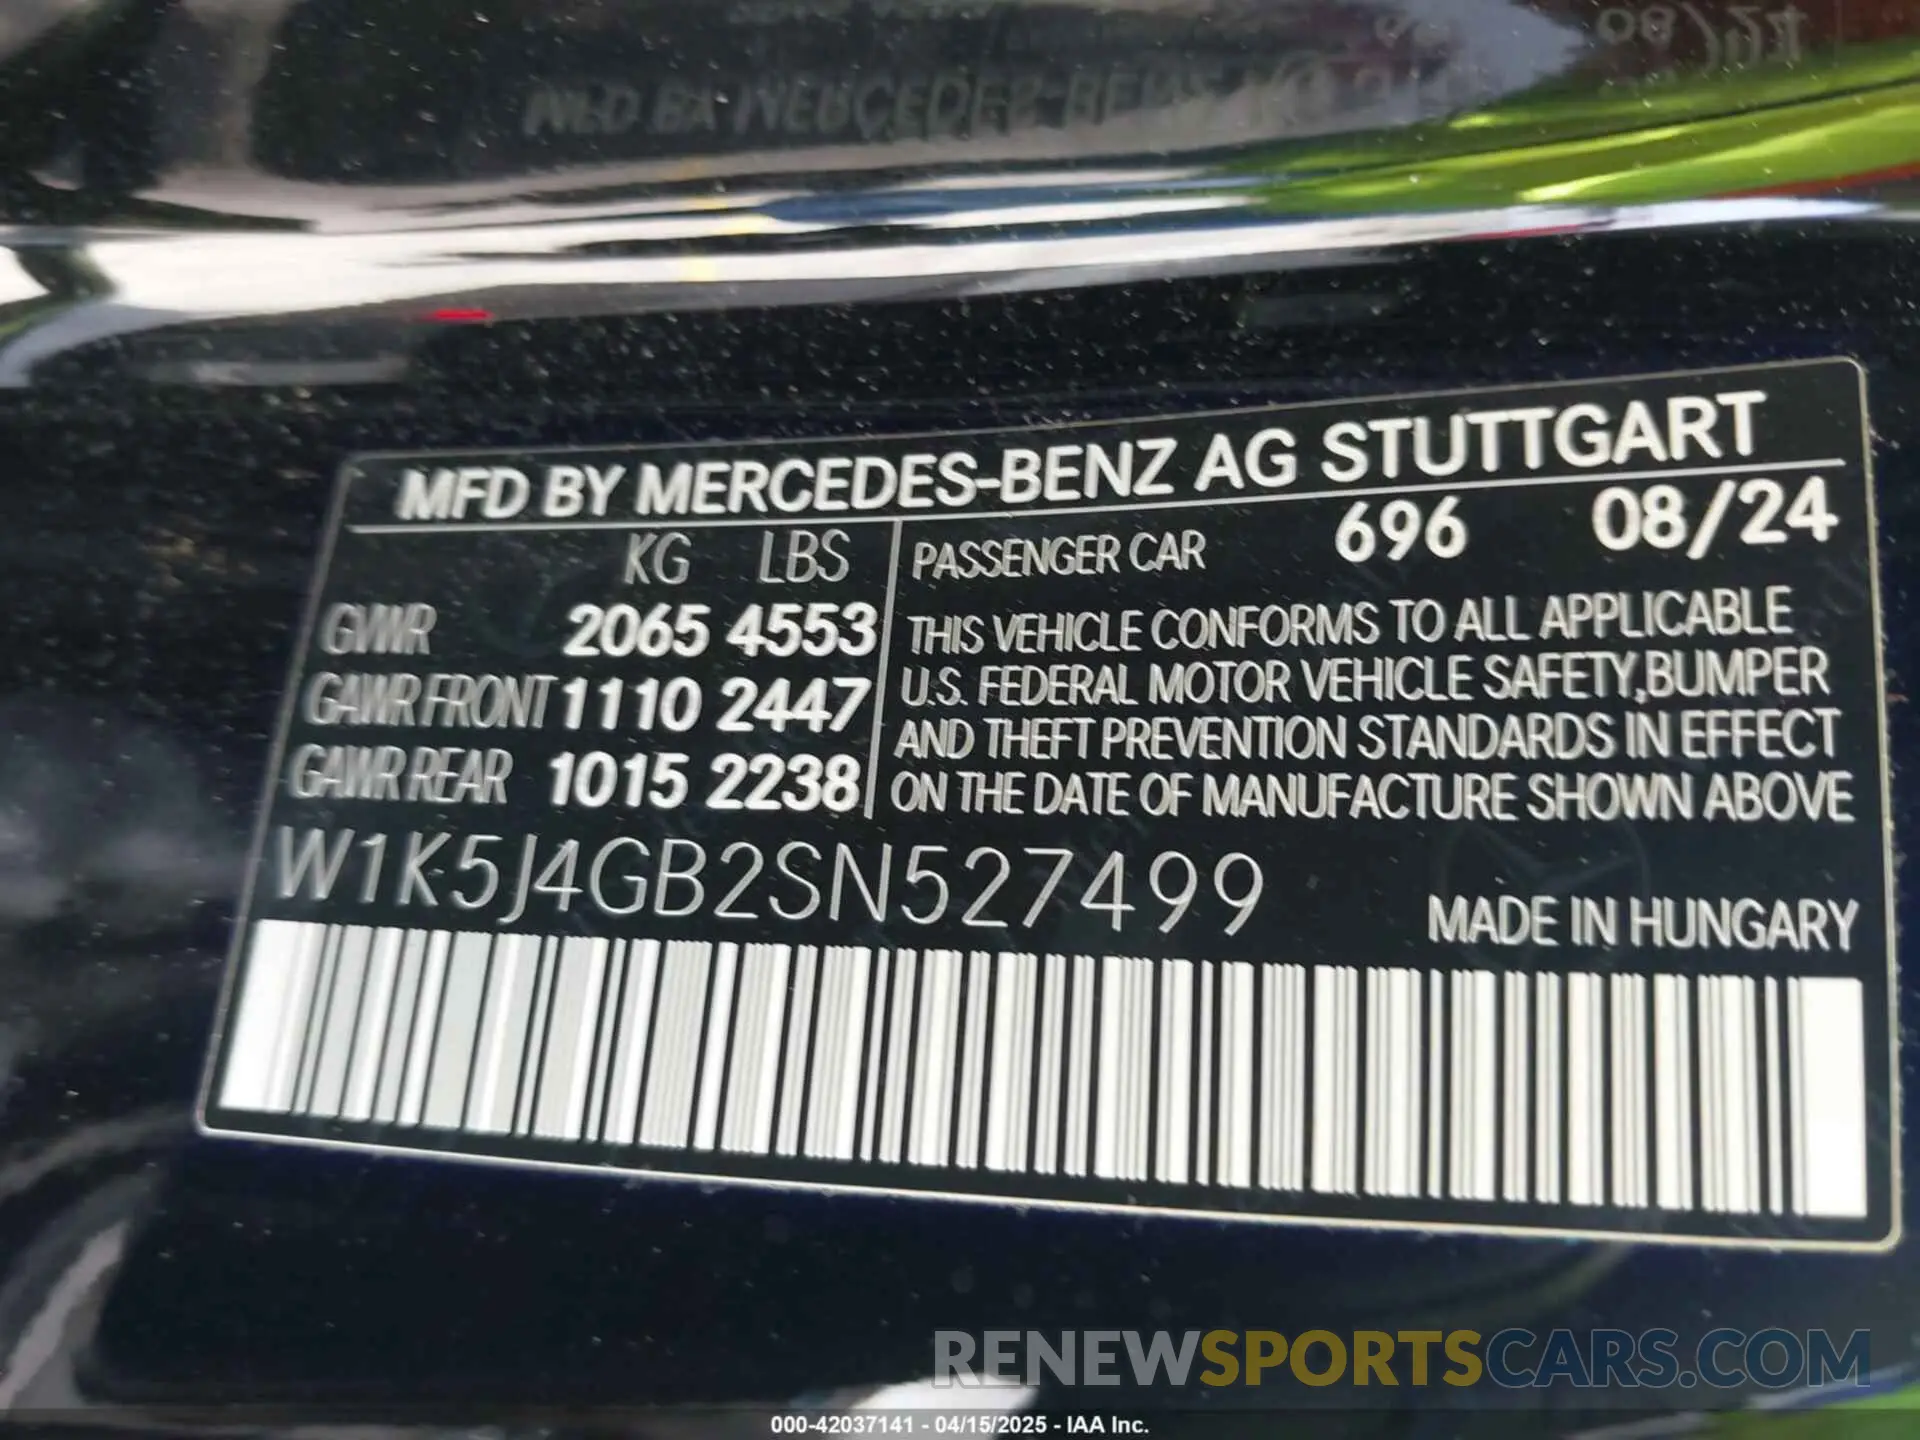 MFD BY MERCEDES-BENZ AG STUTTGART
KG LBS PASSENGER CAR 696 08/24
GVWR 2065 4553 THIS VEHICLE CONFORMS TO ALL APPLICABLE
GAWR FRONT 1110 2447 U.S. FEDERAL MOTOR VEHICLE SAFETY, BUMPER
GAWR REAR 1015 2238 AND THEFT PREVENTION STANDARDS IN EFFECT
ON THE DATE OF MANUFACTURE SHOWN ABOVE
W1K5J4GB2SN527499
MADE IN HUNGARY
RENEWSPORTSCARS.COM
000-42037141 - 04/15/2025 - IAA Inc.